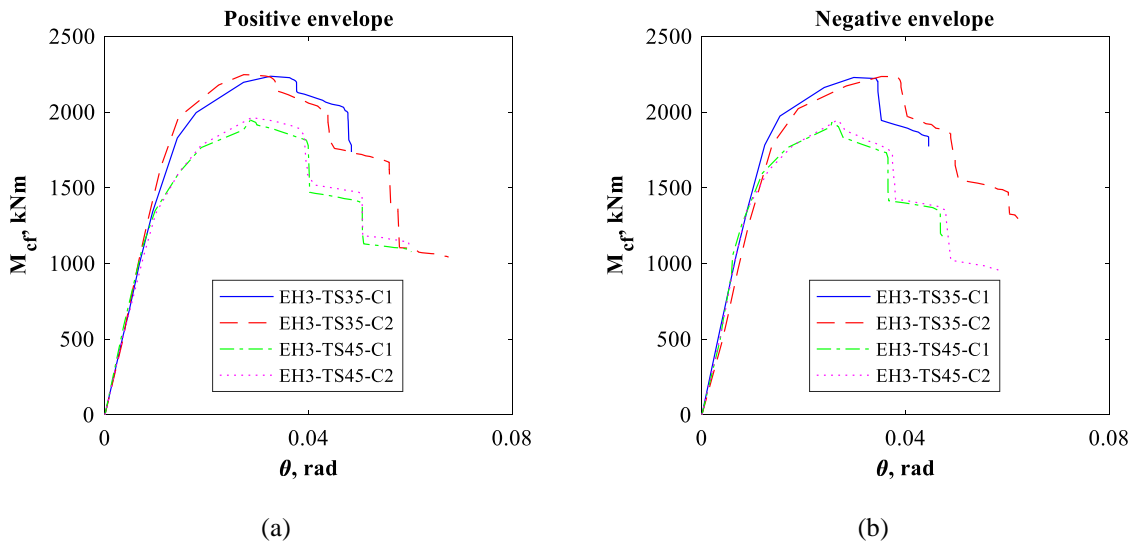 Positive envelope
2500
2000
1500
1000
500
0
M_cf, kNm
EH3-TS35-C1
EH3-TS35-C2
EH3-TS45-C1
EH3-TS45-C2
0 0.04 0.08
θ, rad
(a)
Negative envelope
2500
2000
1500
1000
500
0
M_cf, kNm
EH3-TS35-C1
EH3-TS35-C2
EH3-TS45-C1
EH3-TS45-C2
0 0.04 0.08
θ, rad
(b)